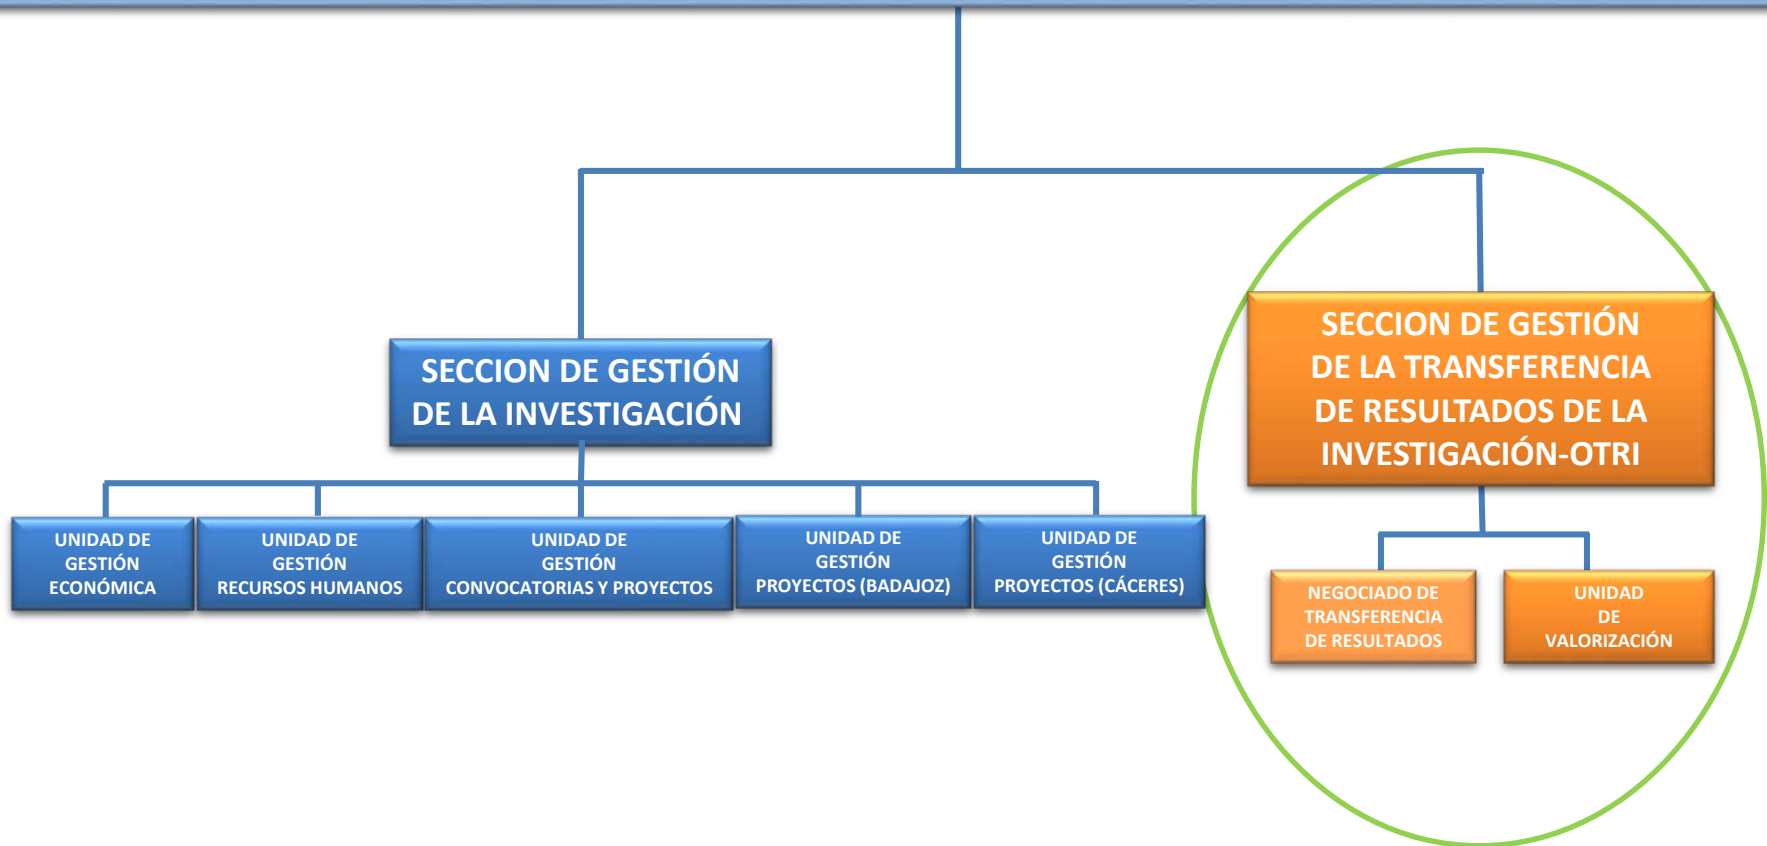 SECCION DE GESTIÓN
DE LA INVESTIGACIÓN
SECCION DE GESTIÓN
DE LA TRANSFERENCIA
DE RESULTADOS DE LA
INVESTIGACIÓN-OTRI
UNIDAD DE
GESTIÓN
ECONÓMICA
UNIDAD DE
GESTIÓN
RECURSOS HUMANOS
UNIDAD DE
GESTIÓN
CONVOCATORIAS Y PROYECTOS
UNIDAD DE
GESTIÓN
PROYECTOS (BADAJOZ)
UNIDAD DE
GESTIÓN
PROYECTOS (CÁCERES)
NEGOCIADO DE
TRANSFERENCIA
DE RESULTADOS
UNIDAD
DE
VALORIZACIÓN